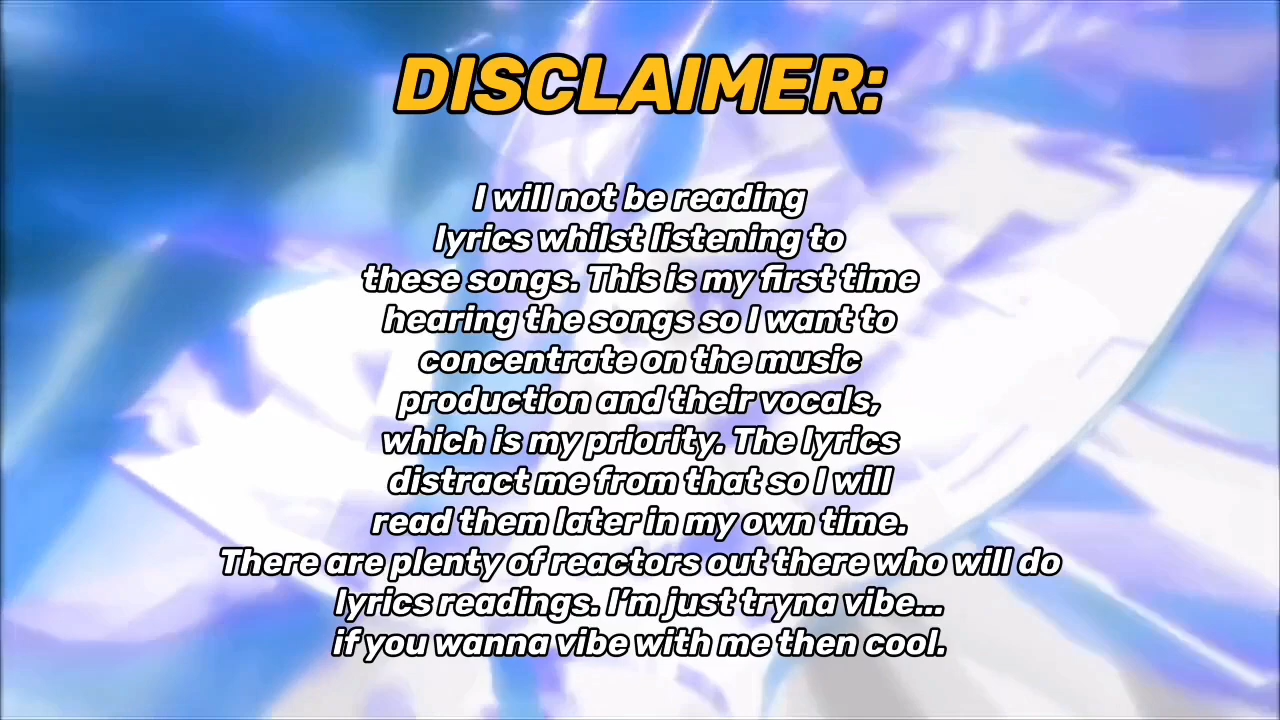 DISCLAIMER:
I will not be reading
lyrics whilst listening to
these songs. This is my first time
hearing the songs so I want to
concentrate on the music
production and their vocals,
which is my priority. The lyrics
distract me from that so I will
read them later in my own time.
There are plenty of reactors out there who will do
lyrics readings. I'm just tryna vibe...
if you wanna vibe with me then cool.